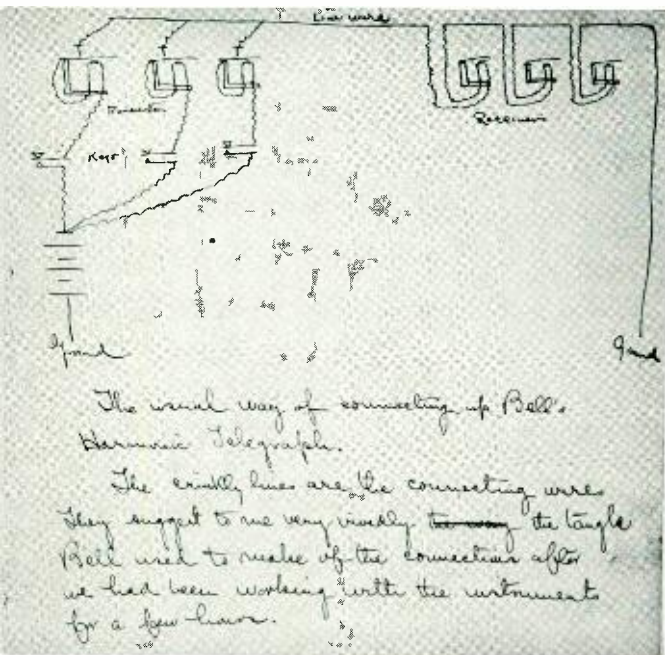 Line wire
Transmitters
Receivers
Keys
Ground
Ground
The usual way of connecting up Bell's
Harmonic Telegraph.
The crinkly lines are the connecting wires
They suggest to me very vividly the way the tangle
Bell used to make of the connections after
we had been working with the instruments
for a few hours.